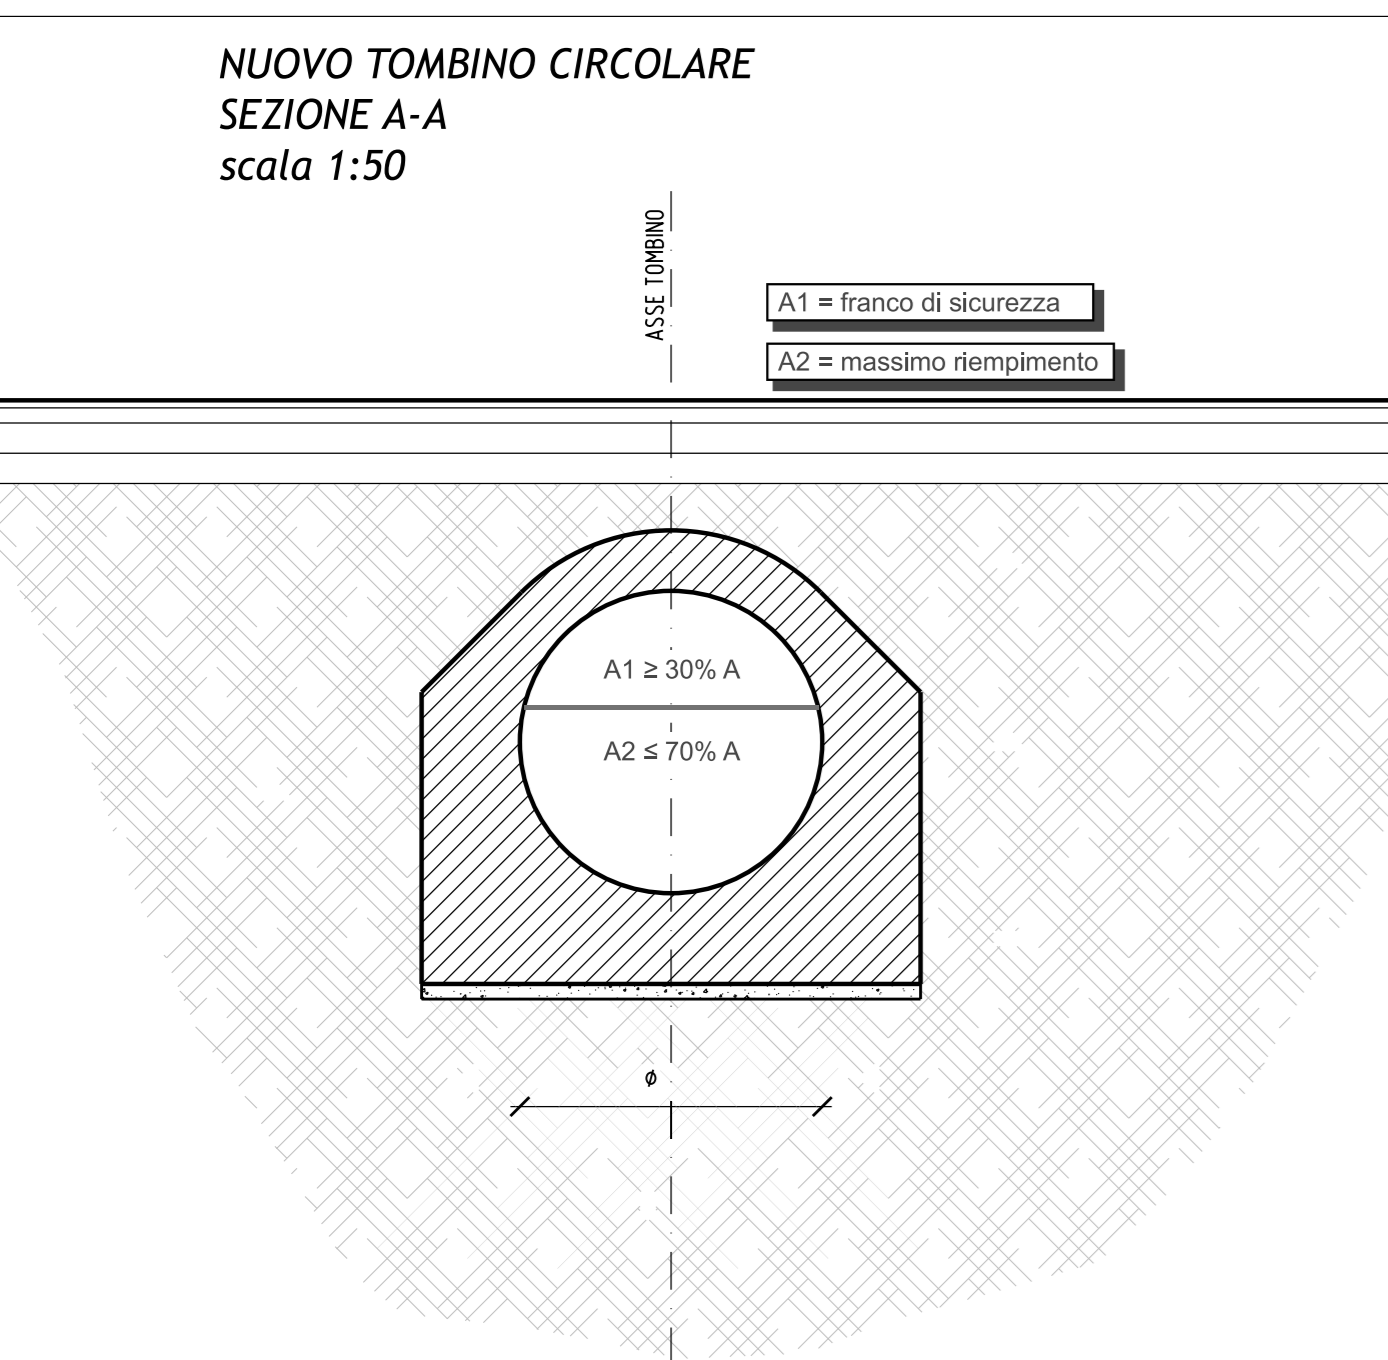 NUOVO TOMBINO CIRCOLARE
SEZIONE A-A
scala 1:50
ASSE TOMBINO
A1 = franco di sicurezza
A2 = massimo riempimento
A1 ≥ 30% A
A2 ≤ 70% A
ø